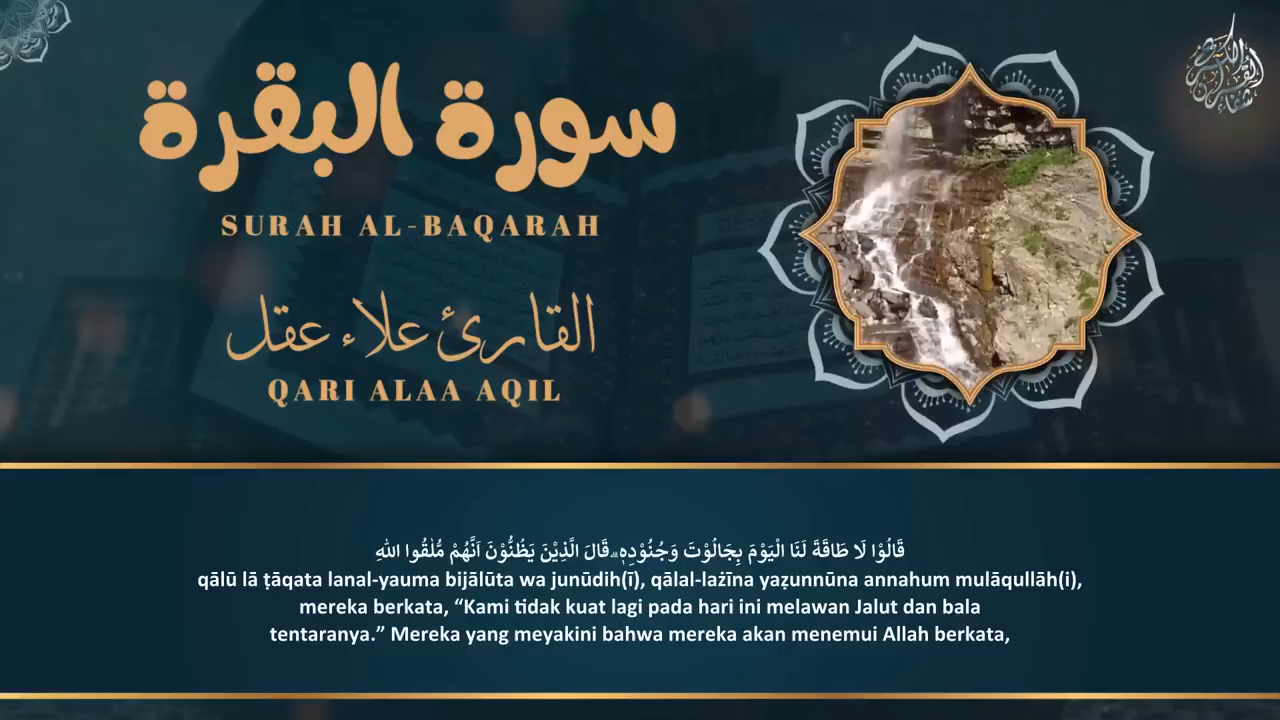 سورة البقرة
SURAH AL-BAQARAH
القارئ علاء عقل
QARI ALAA AQIL
قَالُوْا لَا طَاقَةَ لَنَا الْيَوْمَ بِجَالُوْتَ وَجُنُوْدِهٖۗ قَالَ الَّذِيْنَ يَظُنُّوْنَ اَنَّهُمْ مُّلٰقُوا اللّٰهِ
qālū lā ṭāqata lanal-yauma bijālūta wa junūdih(ī), qālal-lażīna yaẓunnūna annahum mulāqullāh(i),
mereka berkata, “Kami tidak kuat lagi pada hari ini melawan Jalut dan bala
tentaranya.” Mereka yang meyakini bahwa mereka akan menemui Allah berkata,